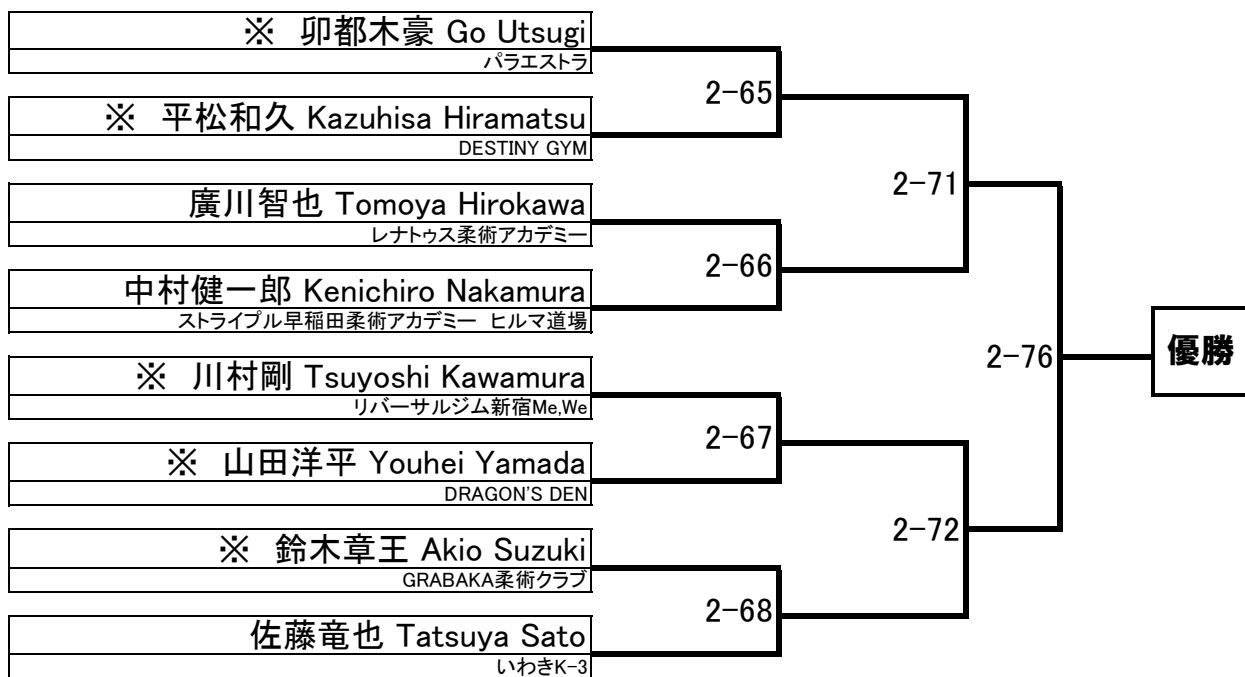 ※ 卯都木豪 Go Utsugi
パラエストラ
2-65
※ 平松和久 Kazuhisa Hiramatsu
DESTINY GYM
2-71
廣川智也 Tomoya Hirokawa
レナトゥス柔術アカデミー
2-66
中村健一郎 Kenichiro Nakamura
ストライプル早稲田柔術アカデミー ヒルマ道場
2-76
優勝
※ 川村剛 Tsuyoshi Kawamura
リバーサルジム新宿Me,We
2-67
※ 山田洋平 Youhei Yamada
DRAGON'S DEN
2-72
※ 鈴木章王 Akio Suzuki
GRABAKA柔術クラブ
2-68
佐藤竜也 Tatsuya Sato
いわきK-3